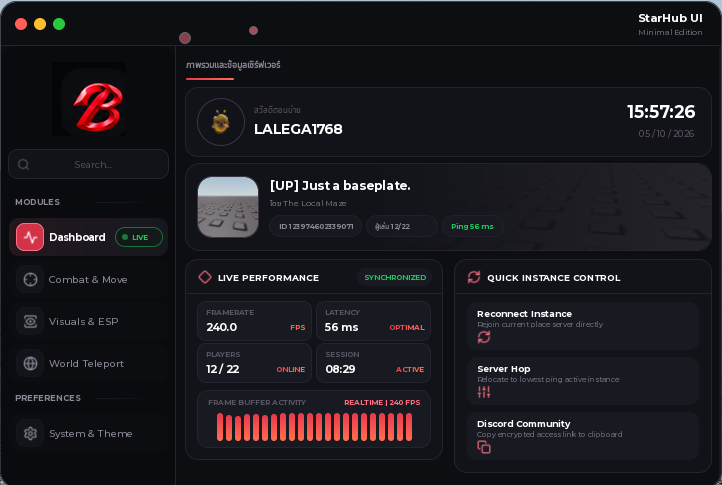 StarHub UI
Minimal Edition
B
Search...
MODULES
Dashboard
LIVE
Combat & Move
Visuals & ESP
World Teleport
PREFERENCES
System & Theme
ภาพรวมและข้อมูลเซิร์ฟเวอร์
สวัสดีตอนบ่าย
LALEGA1768
15:57:26
05 / 10 / 2026
[UP] Just a baseplate.
โดย The Local Maze
ID 123974602339071
ผู้เล่น 12/22
Ping 56 ms
LIVE PERFORMANCE
SYNCHRONIZED
FRAMERATE
240.0
FPS
LATENCY
56 ms
OPTIMAL
PLAYERS
12 / 22
ONLINE
SESSION
08:29
ACTIVE
FRAME BUFFER ACTIVITY
REALTIME | 240 FPS
QUICK INSTANCE CONTROL
Reconnect Instance
Rejoin current place server directly
Server Hop
Relocate to lowest ping active instance
Discord Community
Copy encrypted access link to clipboard